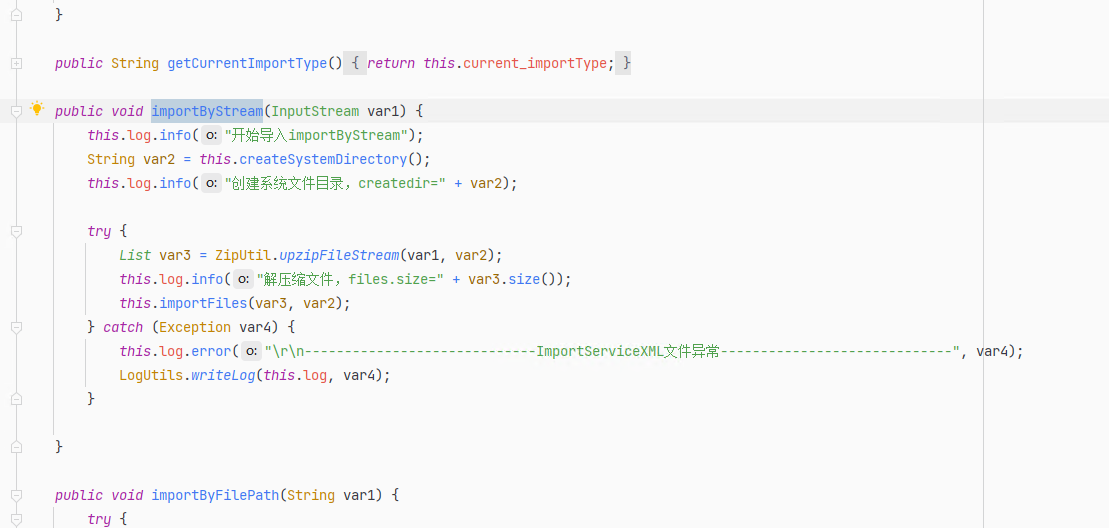 }
public String getCurrentImportType() { return this.current_importType; }
public void importByStream(InputStream var1) {
this.log.info( o: "开始导入importByStream");
String var2 = this.createSystemDirectory();
this.log.info( o: "创建系统文件目录，createdir=" + var2);
try {
List var3 = ZipUtil.upzipFileStream(var1, var2);
this.log.info( o: "解压缩文件，files.size=" + var3.size());
this.importFiles(var3, var2);
} catch (Exception var4) {
this.log.error( o: "\r\n-----------------------------ImportServiceXML文件异常-----------------------------", var4);
LogUtils.writeLog(this.log, var4);
}
}
public void importByFilePath(String var1) {
try {